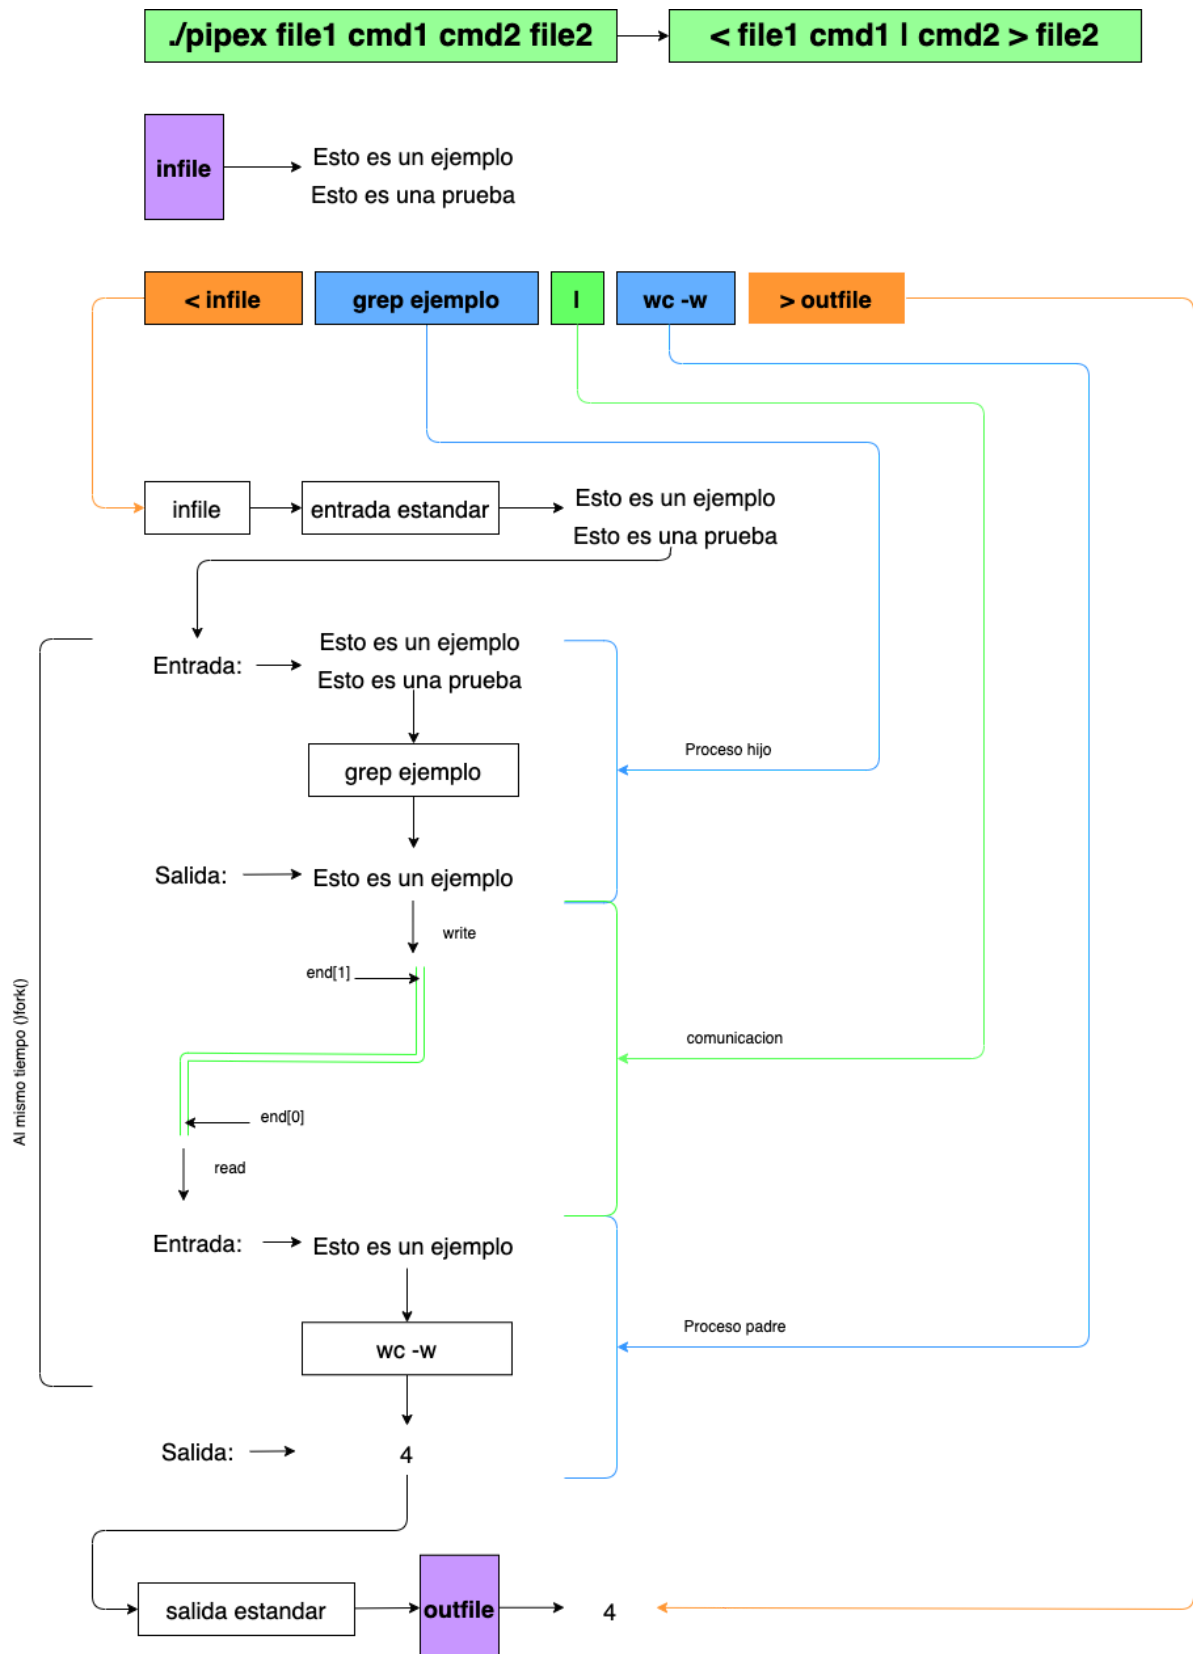 ./pipex file1 cmd1 cmd2 file2
< file1 cmd1 | cmd2 > file2
infile
Esto es un ejemplo
Esto es una prueba
< infile
grep ejemplo
|
wc -w
> outfile
infile
entrada estandar
Esto es un ejemplo
Esto es una prueba
Entrada:
Esto es un ejemplo
Esto es una prueba
Proceso hijo
grep ejemplo
Salida:
Esto es un ejemplo
write
end[1]
Al mismo tiempo ()fork()
comunicacion
end[0]
read
Entrada:
Esto es un ejemplo
Proceso padre
wc -w
Salida:
4
salida estandar
outfile
4